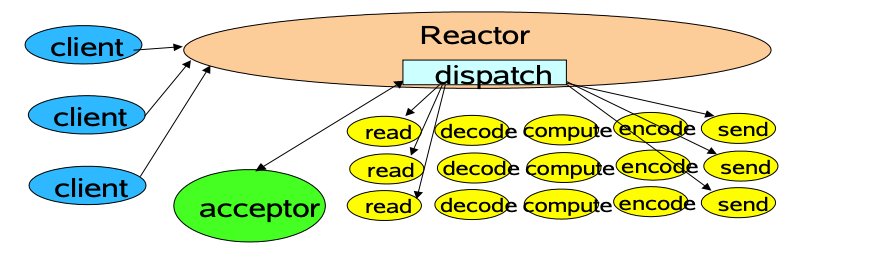 client
Reactor
dispatch
client
read decode compute encode send
read decode compute encode send
client
acceptor
read decode compute encode send